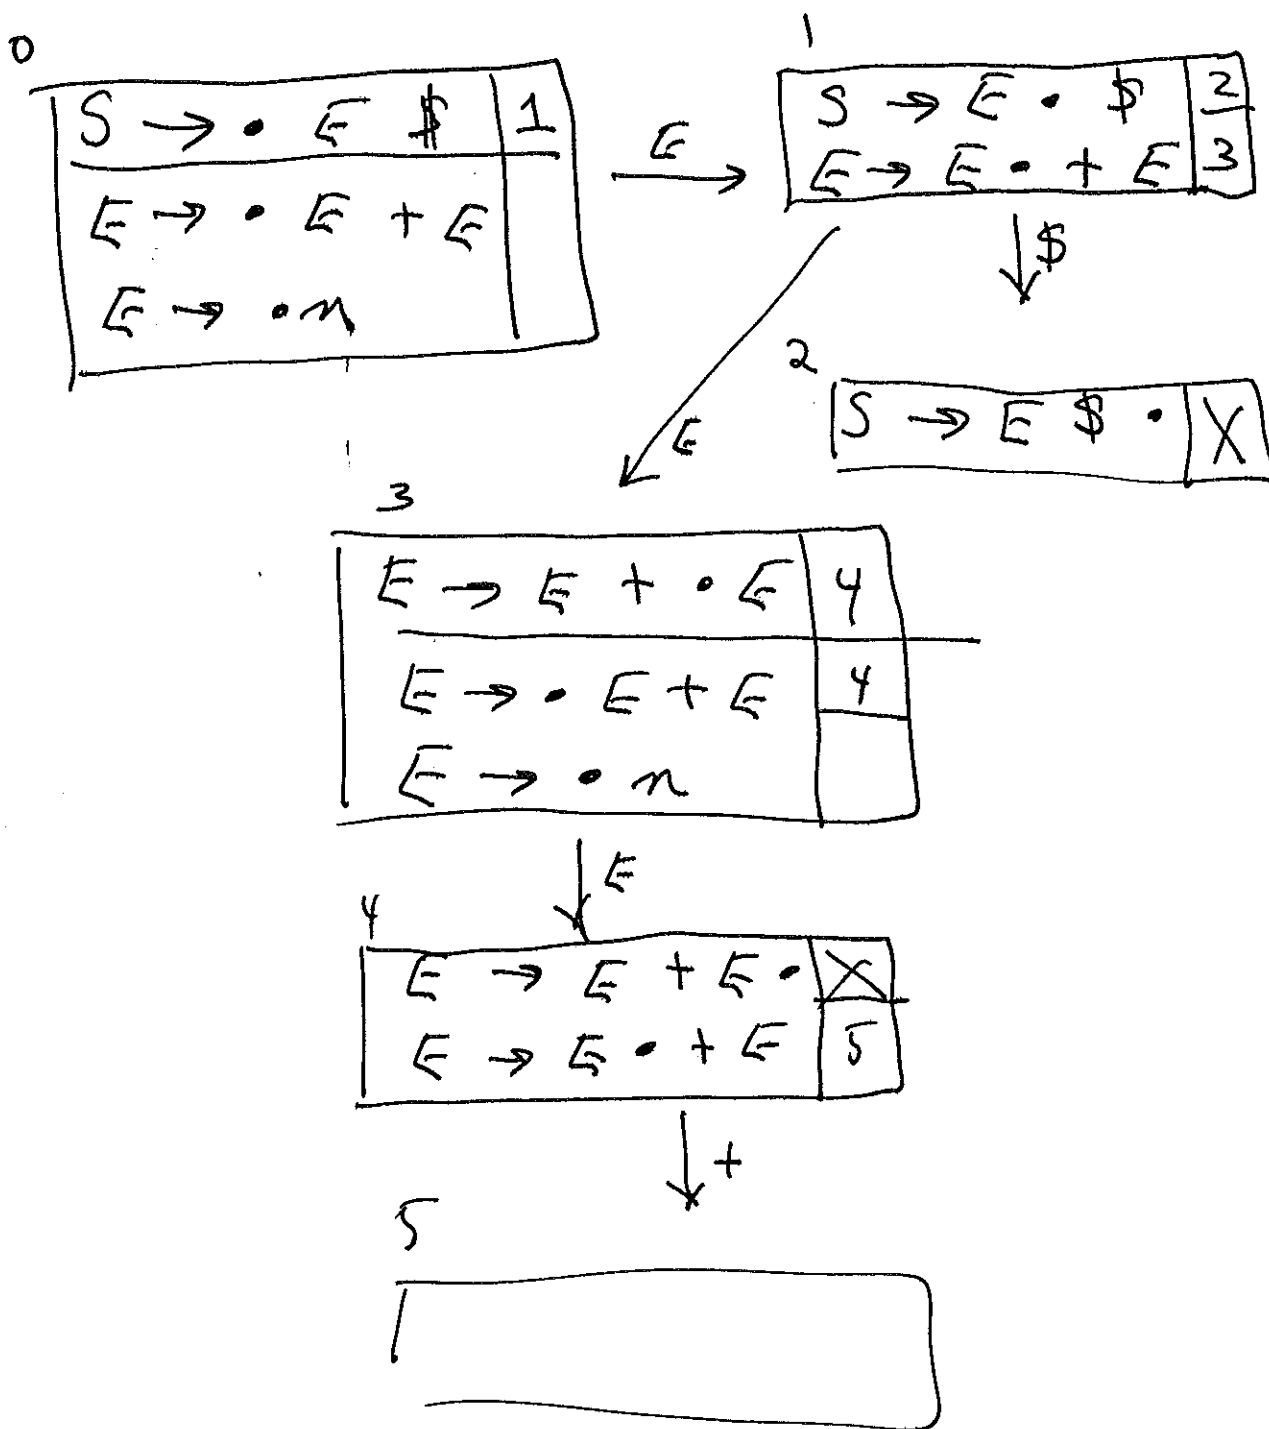 0
S → • E $ 1
E → • E + E
E → • n
E
1
S → E • $ 2
E → E • + E 3
$
2
S → E $ • X
E
3
E → E + • E 4
E → • E + E 4
E → • n
E
4
E → E + E • X
E → E • + E 5
+
5